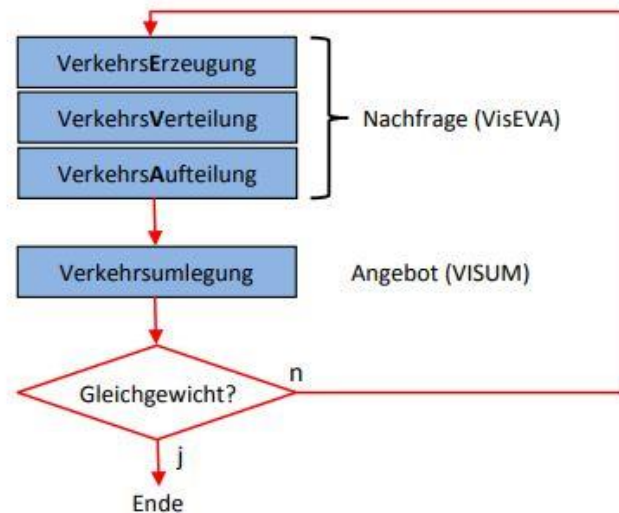 VerkehrsErzeugung
VerkehrsVerteilung
Nachfrage (VisEVA)
VerkehrsAufteilung
Verkehrsumlegung
Angebot (VISUM)
Gleichgewicht?
n
j
Ende